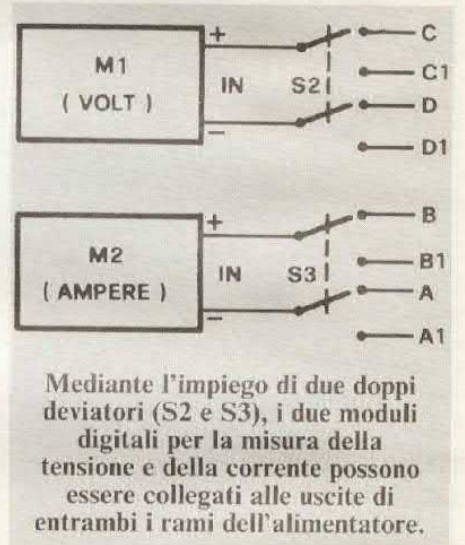 +
C
M1
IN
S2
C1
( VOLT )
D
−
D1
+
B
M2
IN
S3
B1
( AMPERE )
A
−
A1
Mediante l'impiego di due doppi
deviatori (S2 e S3), i due moduli
digitali per la misura della
tensione e della corrente possono
essere collegati alle uscite di
entrambi i rami dell'alimentatore.